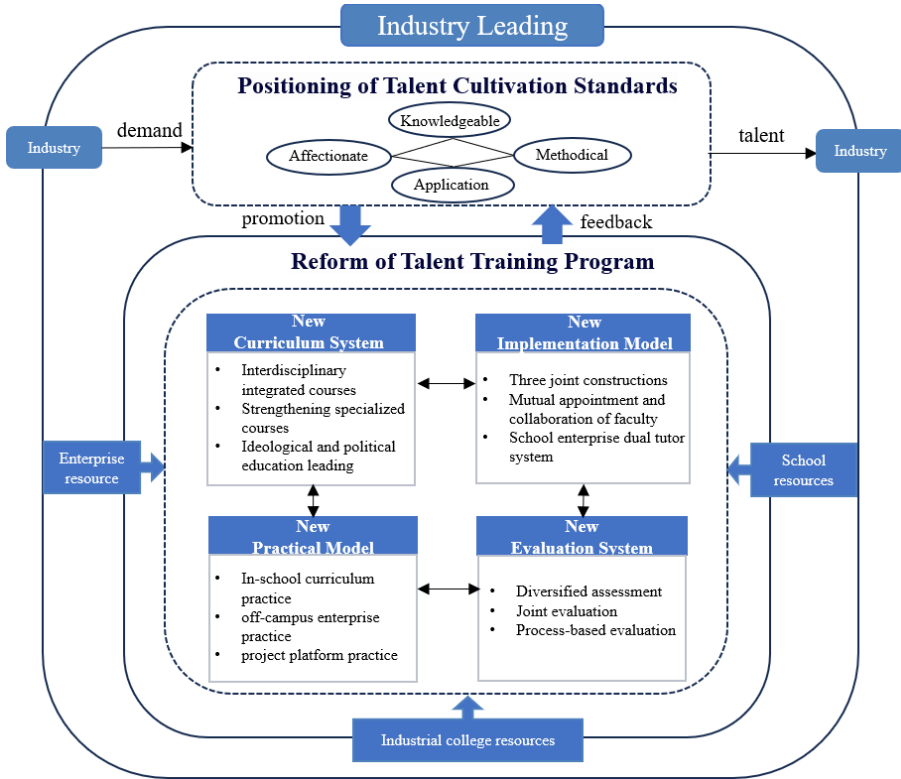 Industry Leading
Positioning of Talent Cultivation Standards
Knowledgeable
Affectionate
Methodical
Application
Industry
demand
talent
Industry
promotion
feedback
Reform of Talent Training Program
New
Curriculum System
• Interdisciplinary
integrated courses
• Strengthening specialized
courses
• Ideological and political
education leading
New
Implementation Model
• Three joint constructions
• Mutual appointment and
collaboration of faculty
• School enterprise dual tutor
system
Enterprise
resource
School
resources
New
Practical Model
• In-school curriculum
practice
• off-campus enterprise
practice
• project platform practice
New
Evaluation System
• Diversified assessment
• Joint evaluation
• Process-based evaluation
Industrial college resources